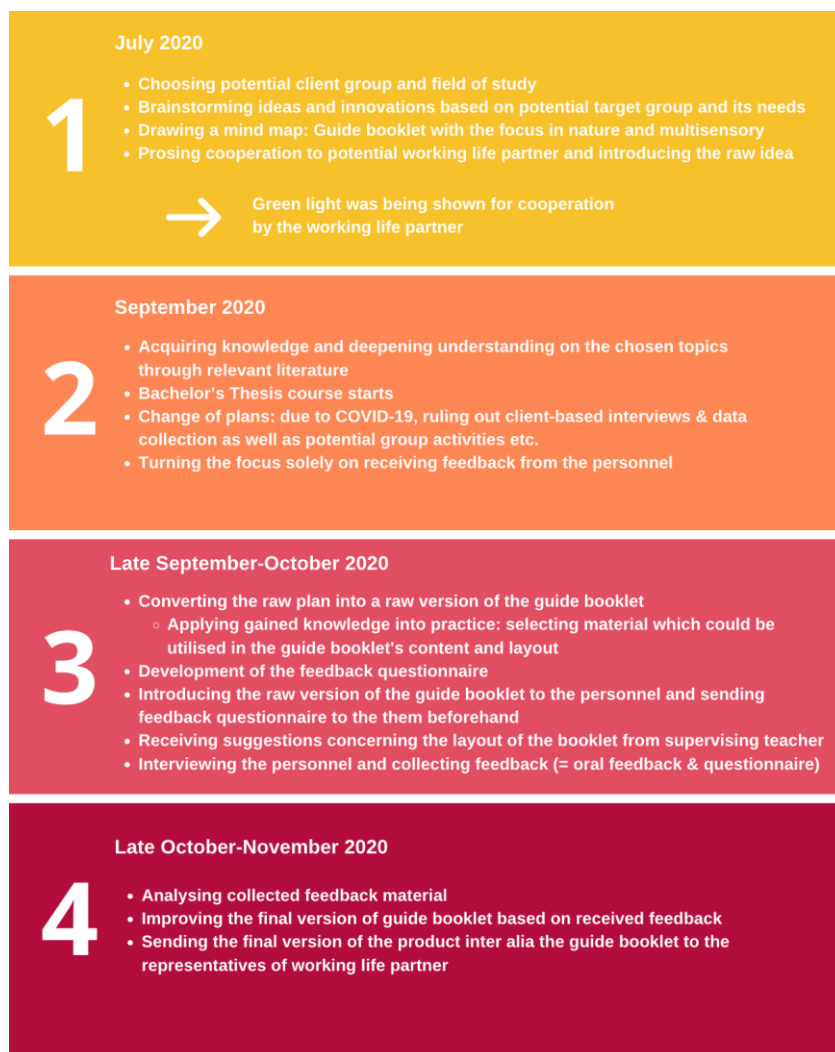 1
July 2020
• Choosing potential client group and field of study
• Brainstorming ideas and innovations based on potential target group and its needs
• Drawing a mind map: Guide booklet with the focus in nature and multisensory
• Prosing cooperation to potential working life partner and introducing the raw idea
→ Green light was being shown for cooperation
by the working life partner
2
September 2020
• Acquiring knowledge and deepening understanding on the chosen topics
through relevant literature
• Bachelor's Thesis course starts
• Change of plans: due to COVID-19, ruling out client-based interviews & data
collection as well as potential group activities etc.
• Turning the focus solely on receiving feedback from the personnel
3
Late September-October 2020
• Converting the raw plan into a raw version of the guide booklet
◦ Applying gained knowledge into practice: selecting material which could be
utilised in the guide booklet's content and layout
• Development of the feedback questionnaire
• Introducing the raw version of the guide booklet to the personnel and sending
feedback questionnaire to the them beforehand
• Receiving suggestions concerning the layout of the booklet from supervising teacher
• Interviewing the personnel and collecting feedback (= oral feedback & questionnaire)
4
Late October-November 2020
• Analysing collected feedback material
• Improving the final version of guide booklet based on received feedback
• Sending the final version of the product inter alia the guide booklet to the
representatives of working life partner